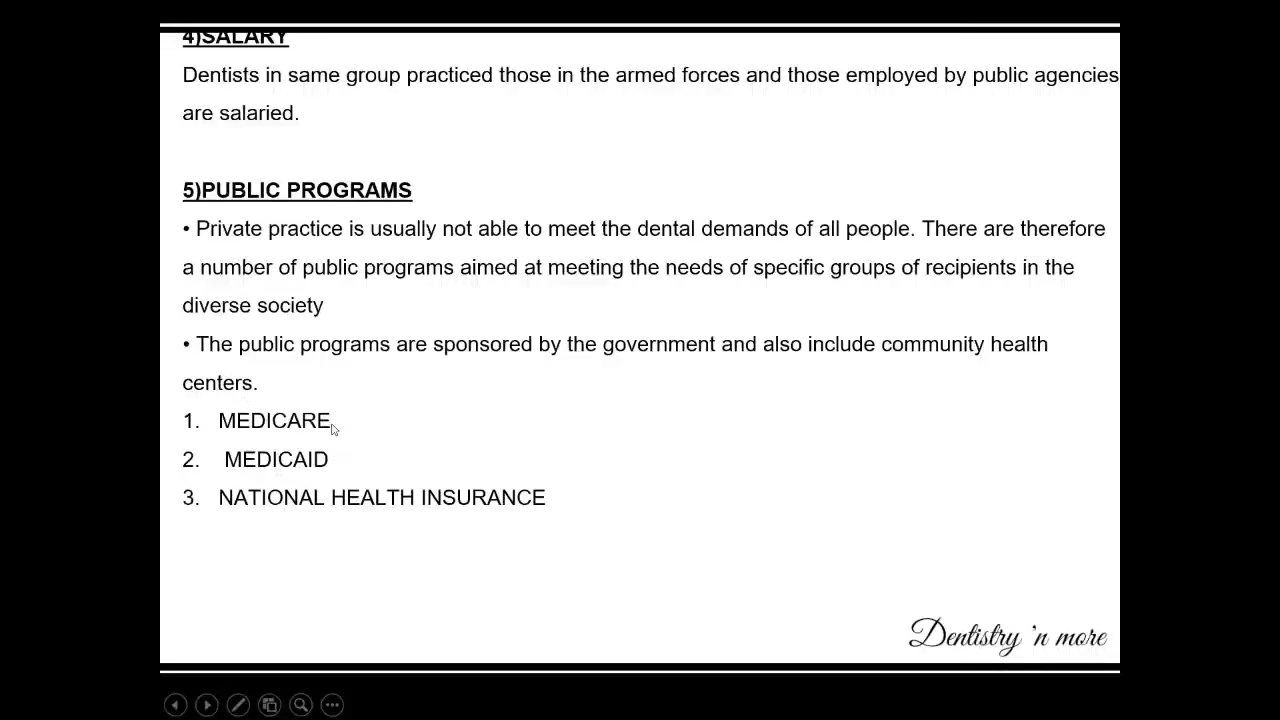 4)SALARY
Dentists in same group practiced those in the armed forces and those employed by public agencies
are salaried.
5)PUBLIC PROGRAMS
• Private practice is usually not able to meet the dental demands of all people. There are therefore
a number of public programs aimed at meeting the needs of specific groups of recipients in the
diverse society
• The public programs are sponsored by the government and also include community health
centers.
1. MEDICARE
2. MEDICAID
3. NATIONAL HEALTH INSURANCE
Dentistry 'n more